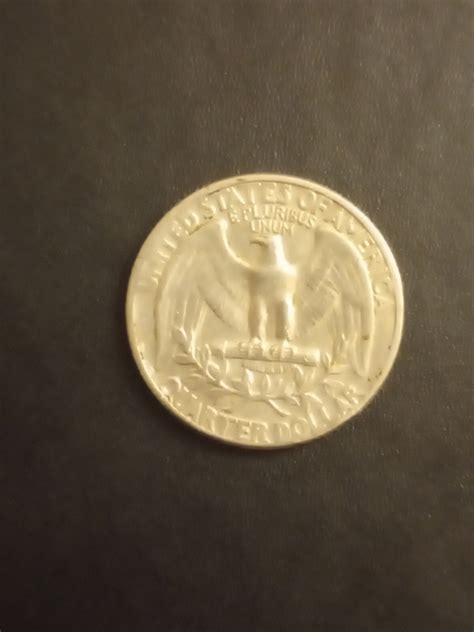 UNITED STATES OF AMERICA
E. PLURIBUS
UNUM
QUARTER DOLLAR